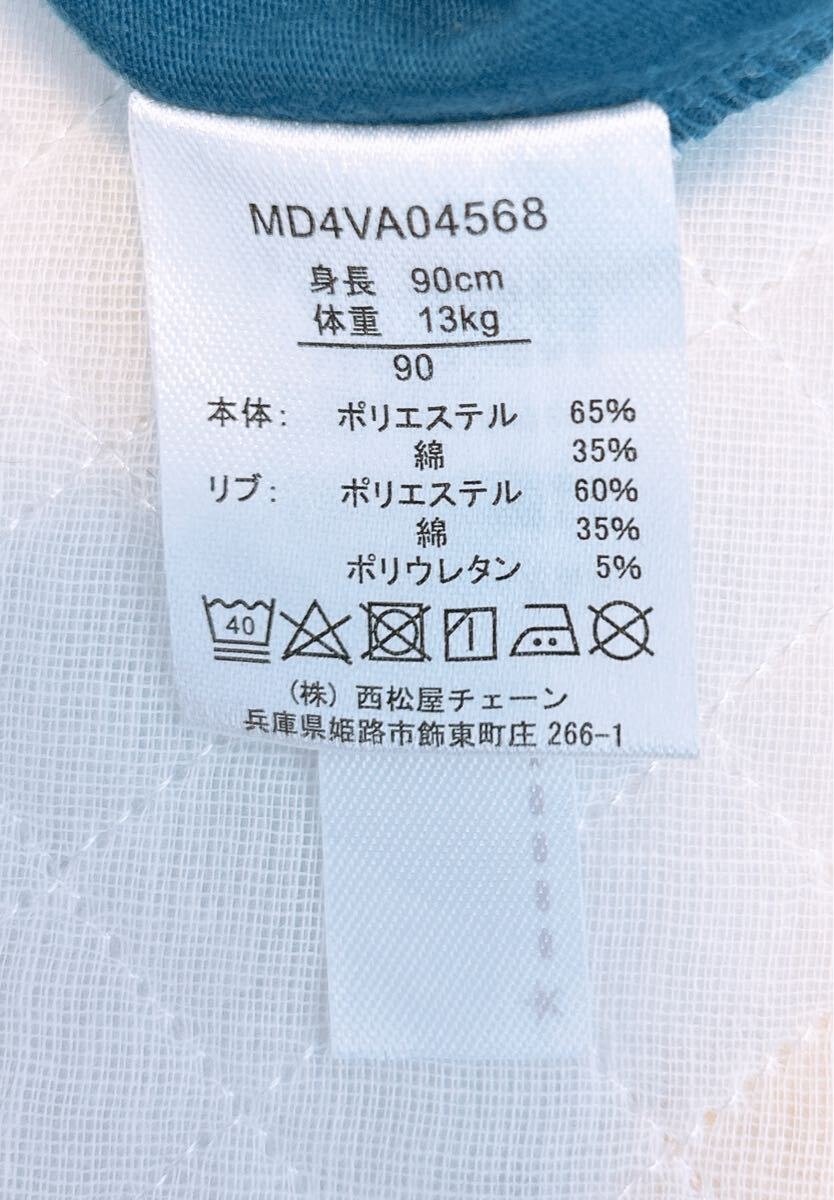 MD4VA04568
身長 90cm
体重 13kg
90
本体: ポリエステル 65%
綿 35%
リブ: ポリエステル 60%
綿 35%
ポリウレタン 5%
40
(株) 西松屋チェーン
兵庫県姫路市飾東町庄 266-1